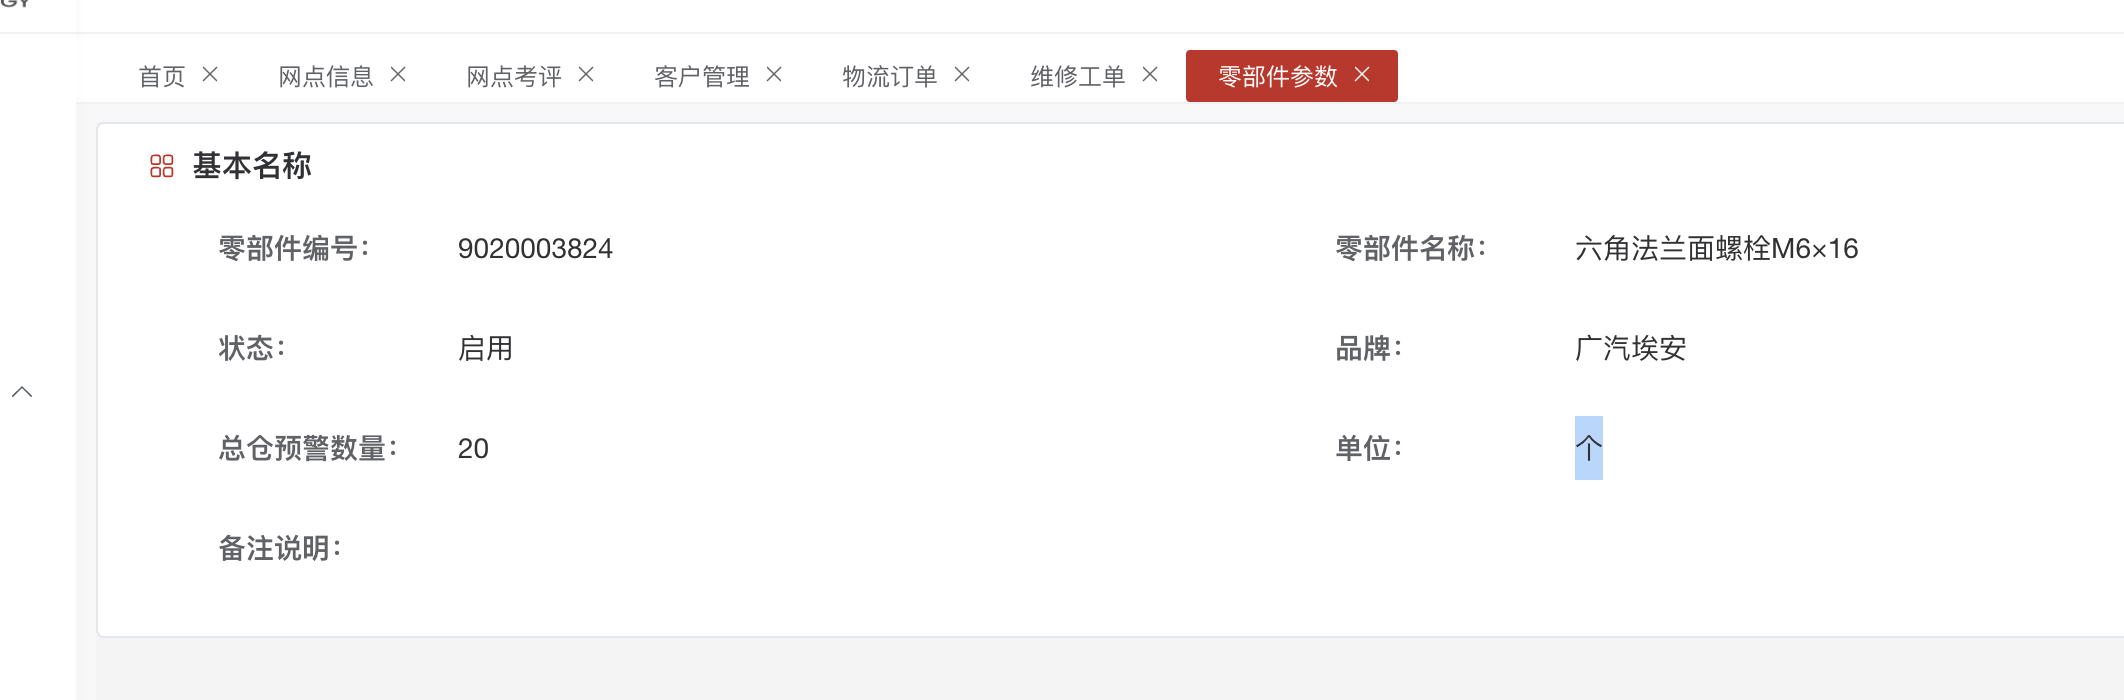 GY
首页 网点信息 网点考评 客户管理 物流订单 维修工单 零部件参数
基本名称
零部件编号： 9020003824 零部件名称： 六角法兰面螺栓M6×16
状态： 启用 品牌： 广汽埃安
总仓预警数量： 20 单位： 个
备注说明：